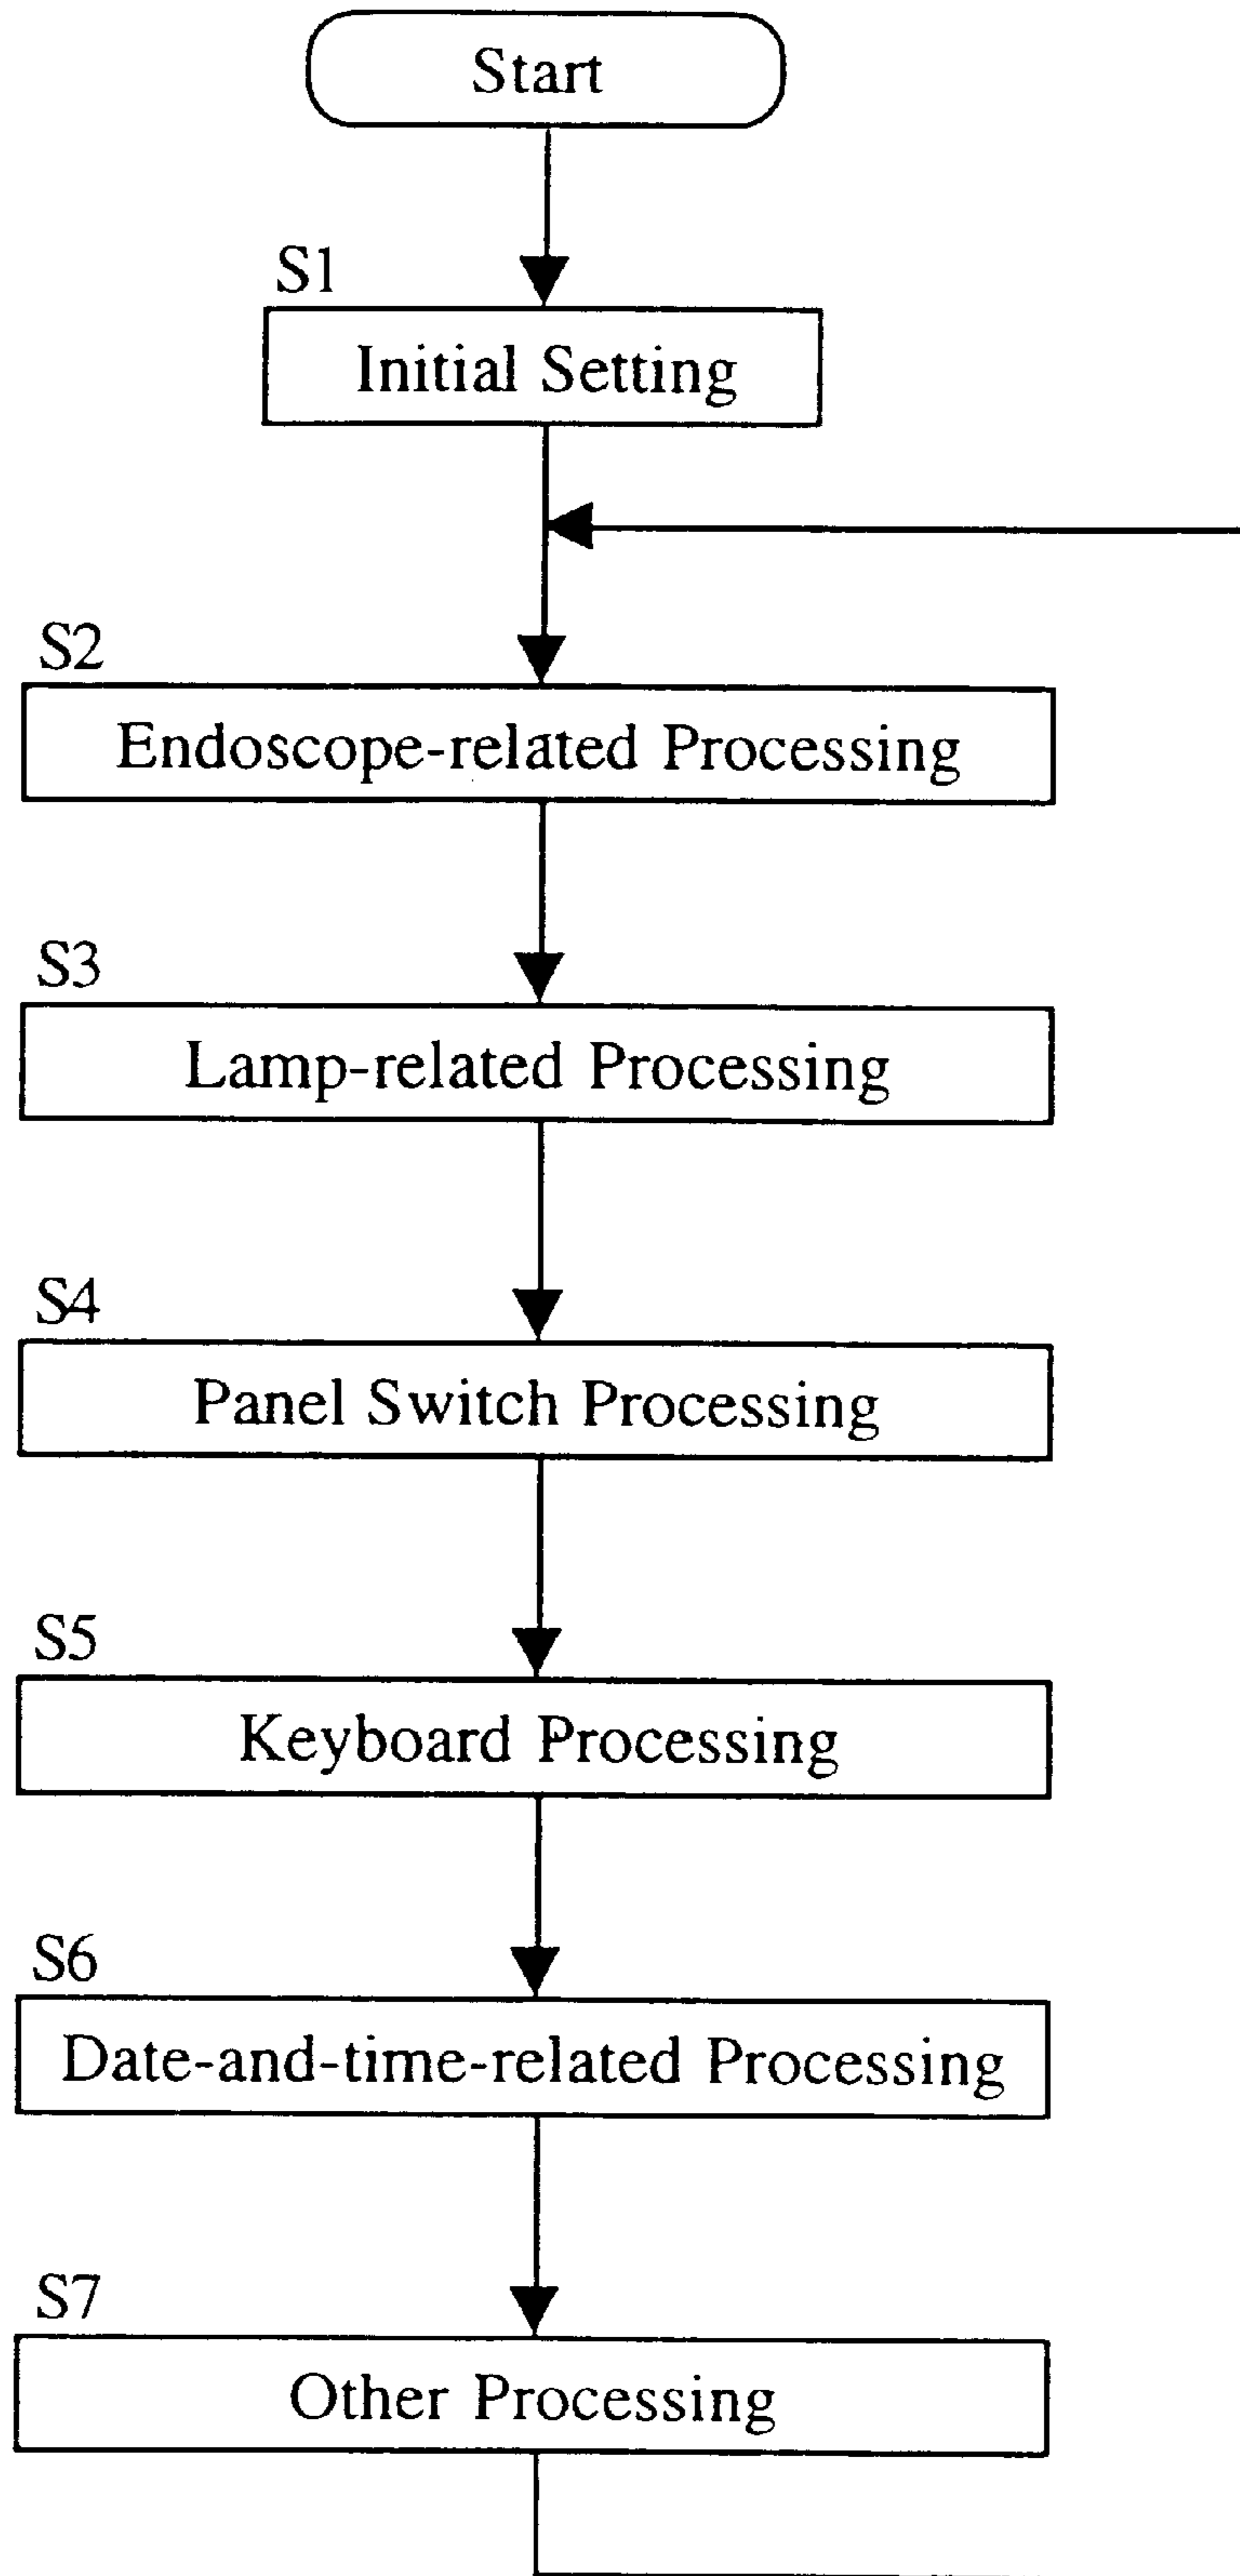 Start
S1
Initial Setting
S2
Endoscope-related Processing
S3
Lamp-related Processing
S4
Panel Switch Processing
S5
Keyboard Processing
S6
Date-and-time-related Processing
S7
Other Processing